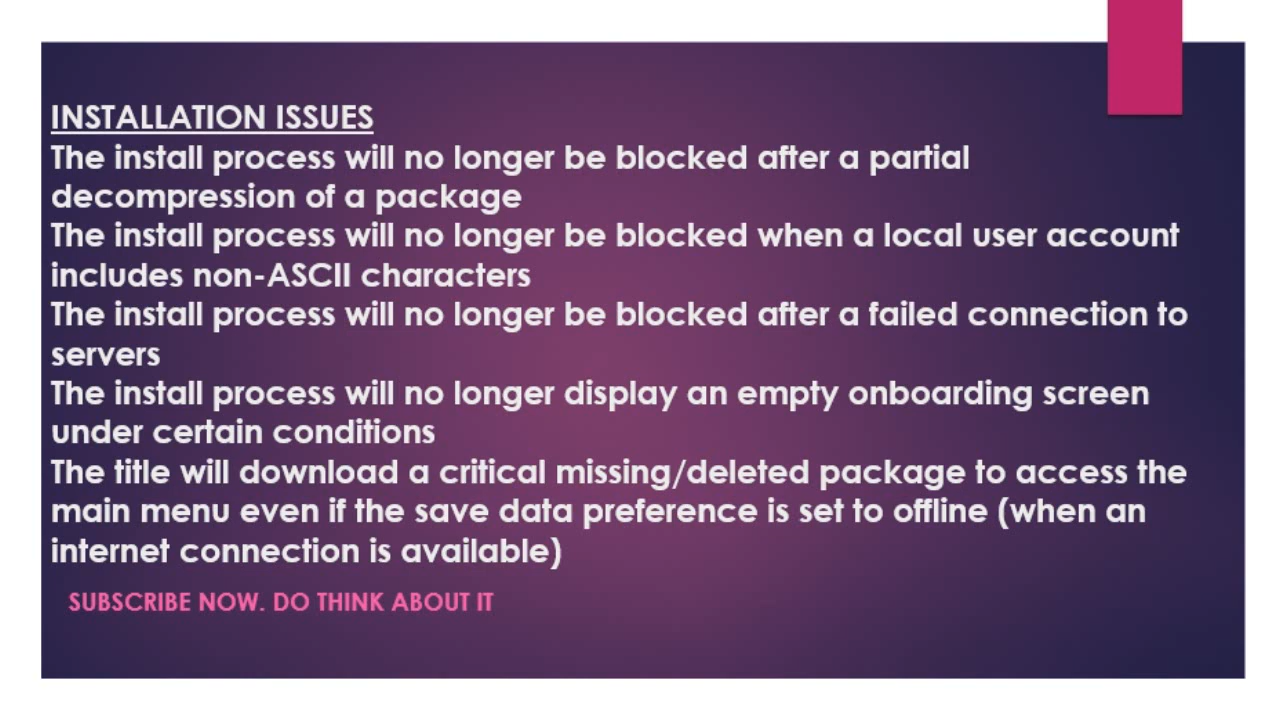 INSTALLATION ISSUES
The install process will no longer be blocked after a partial
decompression of a package
The install process will no longer be blocked when a local user account
includes non-ASCII characters
The install process will no longer be blocked after a failed connection to
servers
The install process will no longer display an empty onboarding screen
under certain conditions
The title will download a critical missing/deleted package to access the
main menu even if the save data preference is set to offline (when an
internet connection is available)
SUBSCRIBE NOW. DO THINK ABOUT IT